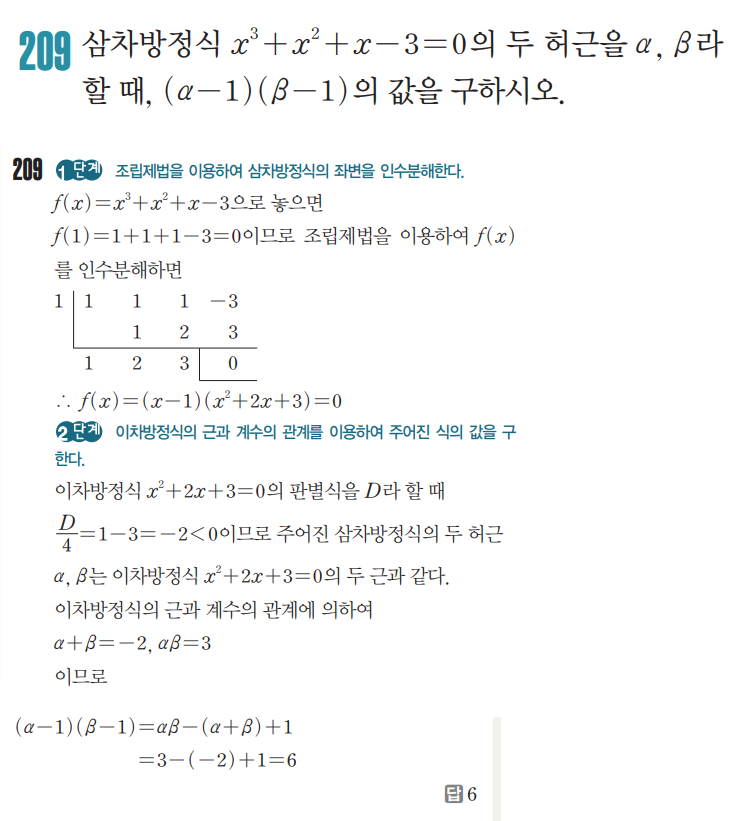 209 삼차방정식 x³+x²+x-3=0의 두 허근을 α, β라
할 때, (α-1)(β-1)의 값을 구하시오.
209 1단계 조립제법을 이용하여 삼차방정식의 좌변을 인수분해한다.
f(x)=x³+x²+x-3으로 놓으면
f(1)=1+1+1-3=0이므로 조립제법을 이용하여 f(x)
를 인수분해하면
1 1 1 1 -3
1 2 3
1 2 3 0
∴ f(x)=(x-1)(x²+2x+3)=0
2단계 이차방정식의 근과 계수의 관계를 이용하여 주어진 식의 값을 구
한다.
이차방정식 x²+2x+3=0의 판별식을 D라 할 때
D/4=1-3=-2<0이므로 주어진 삼차방정식의 두 허근
α, β는 이차방정식 x²+2x+3=0의 두 근과 같다.
이차방정식의 근과 계수의 관계에 의하여
α+β=-2, αβ=3
이므로
(α-1)(β-1)=αβ-(α+β)+1
=3-(-2)+1=6
답 6